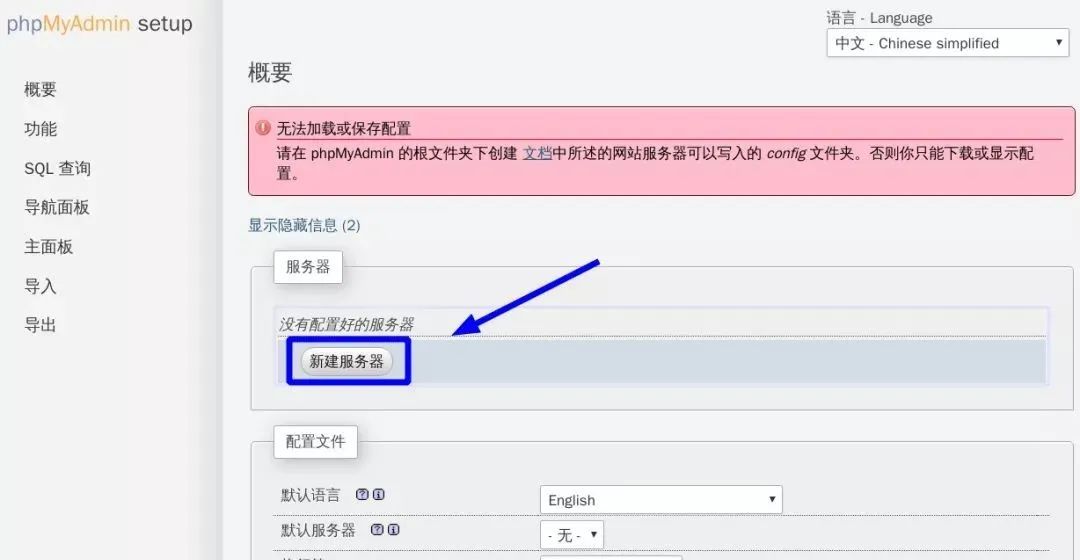 phpMyAdmin setup
语言 - Language
中文 - Chinese simplified
概要
功能
SQL 查询
导航面板
主面板
导入
导出
概要
无法加载或保存配置
请在 phpMyAdmin 的根文件夹下创建 文档中所述的网站服务器可以写入的 config 文件夹。否则你只能下载或显示配
置。
显示隐藏信息 (2)
服务器
没有配置好的服务器
新建服务器
配置文件
默认语言
English
默认服务器
- 无 -